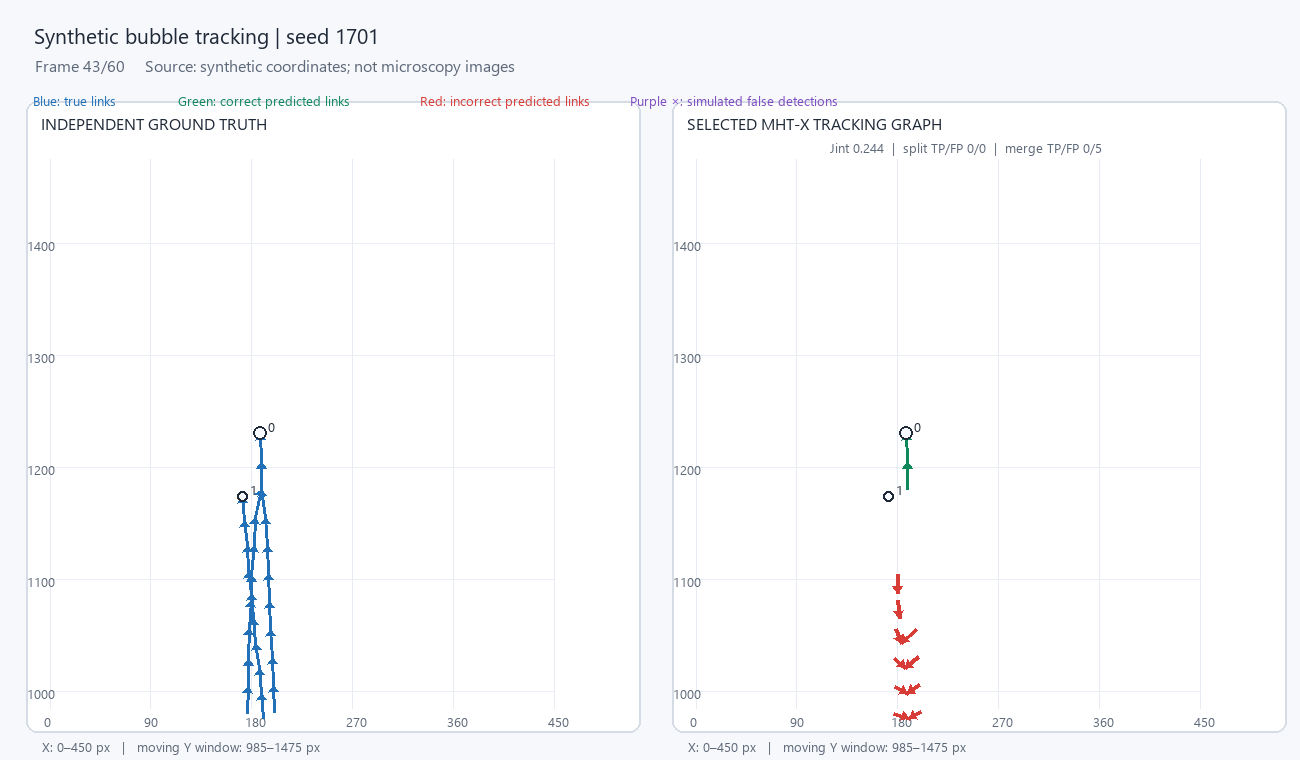 Synthetic bubble tracking | seed 1701
Frame 43/60 Source: synthetic coordinates; not microscopy images
Blue: true links Green: correct predicted links Red: incorrect predicted links Purple ×: simulated false detections
INDEPENDENT GROUND TRUTH
1400
1300
1200
1100
1000
0
1
0 90 180 270 360 450
X: 0–450 px | moving Y window: 985–1475 px
SELECTED MHT-X TRACKING GRAPH
Jint 0.244 | split TP/FP 0/0 | merge TP/FP 0/5
1400
1300
1200
1100
1000
0
1
0 90 180 270 360 450
X: 0–450 px | moving Y window: 985–1475 px